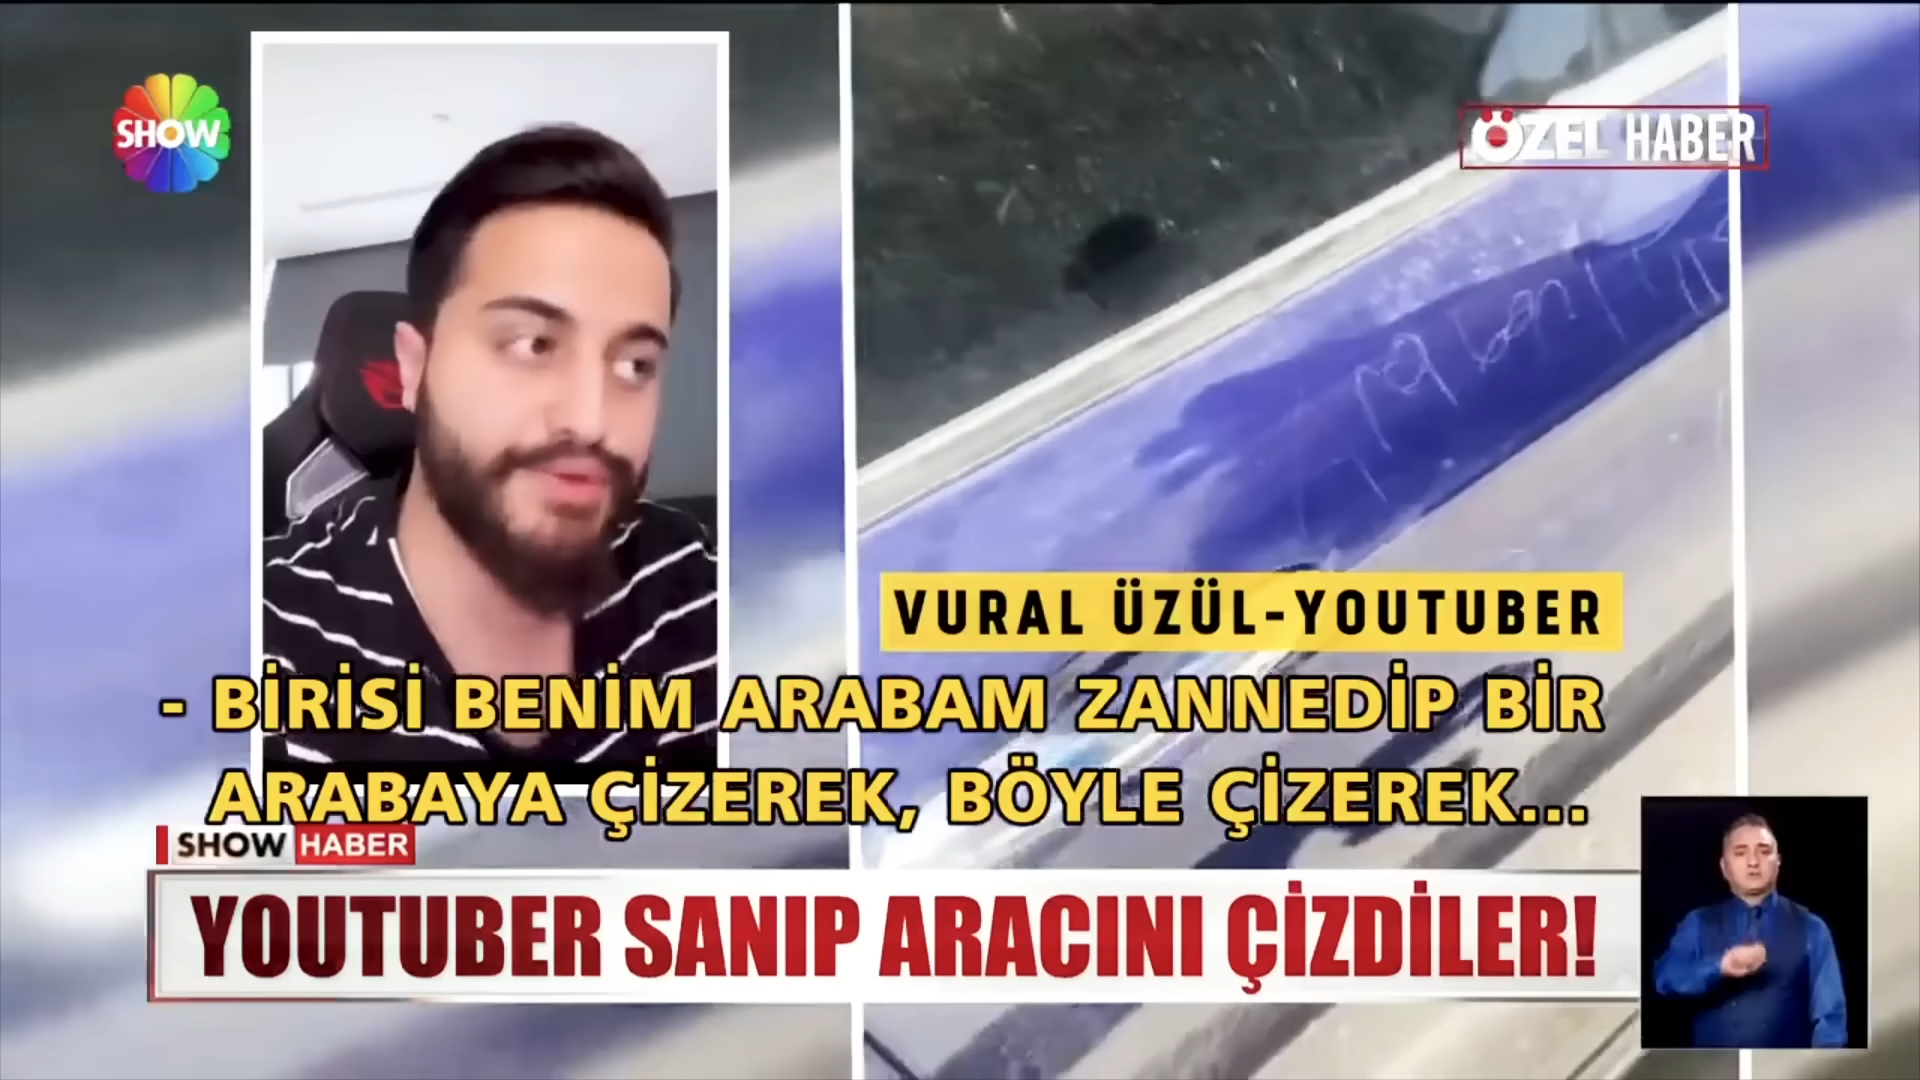 SHOW
ÖZEL HABER
VURAL ÜZÜL-YOUTUBER
- BİRİSİ BENİM ARABAM ZANNEDİP BİR
ARABAYA ÇİZEREK, BÖYLE ÇİZEREK...
SHOW HABER
YOUTUBER SANIP ARACINI ÇİZDİLER!